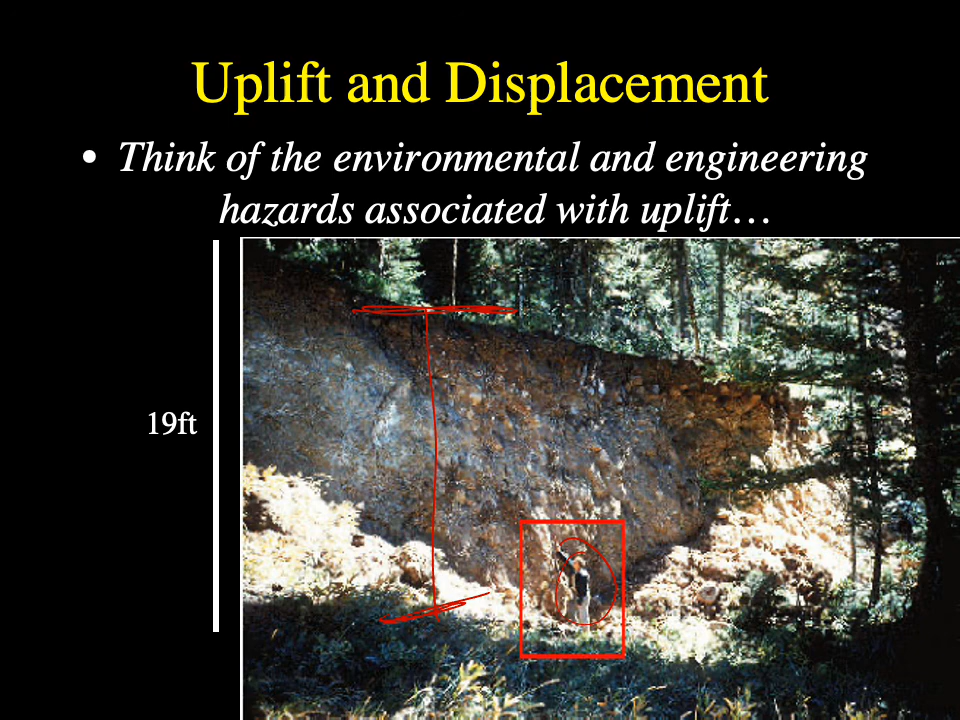 Uplift and Displacement
• Think of the environmental and engineering
hazards associated with uplift…
19ft